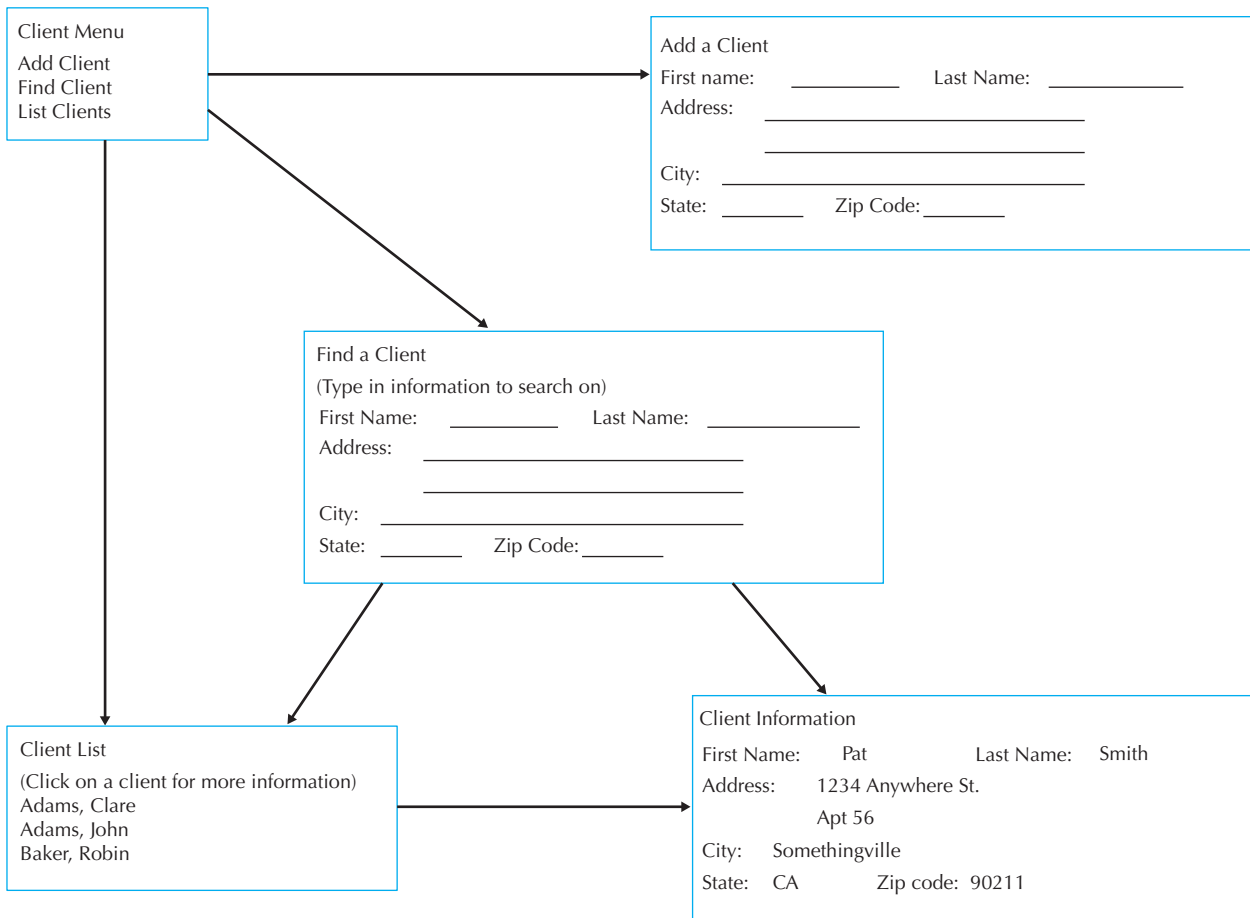 Client Menu
Add Client
Find Client
List Clients
Add a Client
First name: Last Name:
Address:
City:
State: Zip Code:
Find a Client
(Type in information to search on)
First Name: Last Name:
Address:
City:
State: Zip Code:
Client List
(Click on a client for more information)
Adams, Clare
Adams, John
Baker, Robin
Client Information
First Name: Pat Last Name: Smith
Address: 1234 Anywhere St.
Apt 56
City: Somethingville
State: CA Zip code: 90211